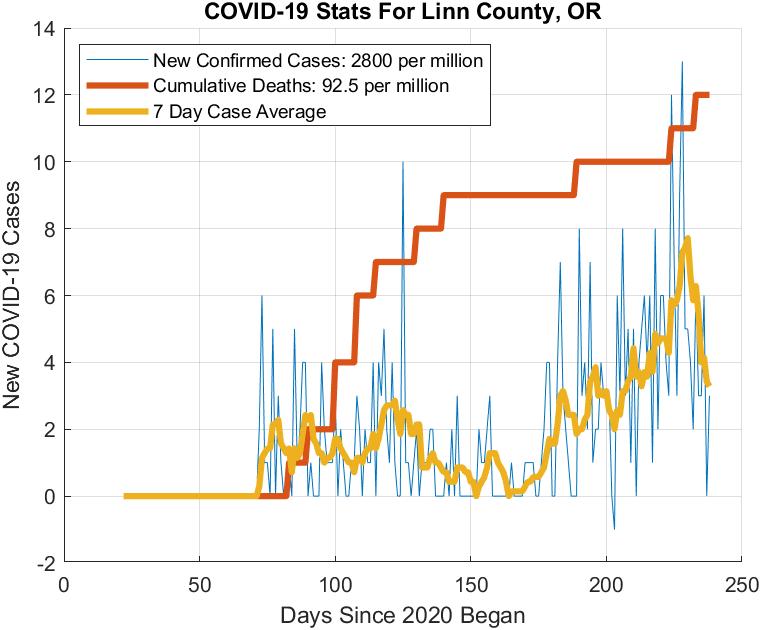 COVID-19 Stats For Linn County, OR
14
12
10
8
6
4
2
0
-2
New COVID-19 Cases
New Confirmed Cases: 2800 per million
Cumulative Deaths: 92.5 per million
7 Day Case Average
0 50 100 150 200 250
Days Since 2020 Began